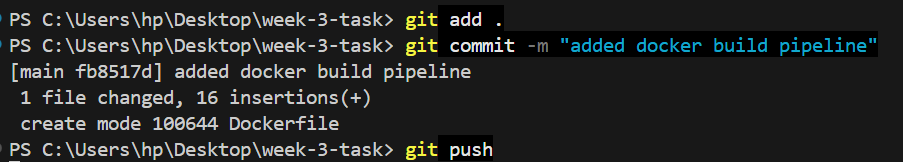 PS C:\Users\hp\Desktop\week-3-task> git add .
PS C:\Users\hp\Desktop\week-3-task> git commit -m "added docker build pipeline"
[main fb8517d] added docker build pipeline
 1 file changed, 16 insertions(+)
 create mode 100644 Dockerfile
PS C:\Users\hp\Desktop\week-3-task> git push